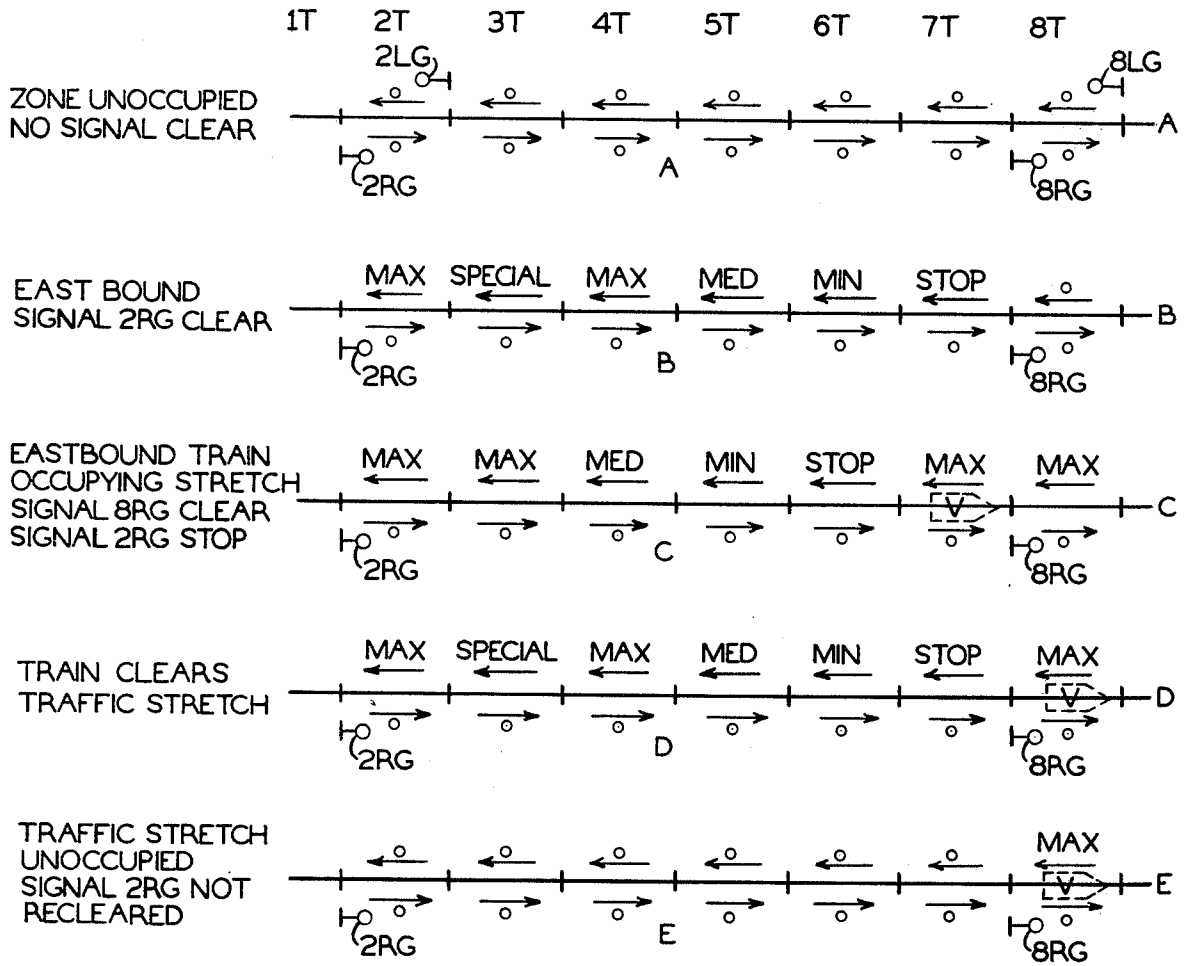 1T 2T 3T 4T 5T 6T 7T 8T
2LG 8LG
ZONE UNOCCUPIED
NO SIGNAL CLEAR
A
A
2RG 8RG
MAX SPECIAL MAX MED MIN STOP
EAST BOUND
SIGNAL 2RG CLEAR
B
B
2RG 8RG
EASTBOUND TRAIN
OCCUPYING STRETCH
SIGNAL 8RG CLEAR
SIGNAL 2RG STOP
MAX MAX MED MIN STOP MAX MAX
V
C
C
2RG 8RG
MAX SPECIAL MAX MED MIN STOP MAX
TRAIN CLEARS
TRAFFIC STRETCH
V
D
D
2RG 8RG
TRAFFIC STRETCH
UNOCCUPIED
SIGNAL 2RG NOT
RECLEARED
MAX
V
E
E
2RG 8RG